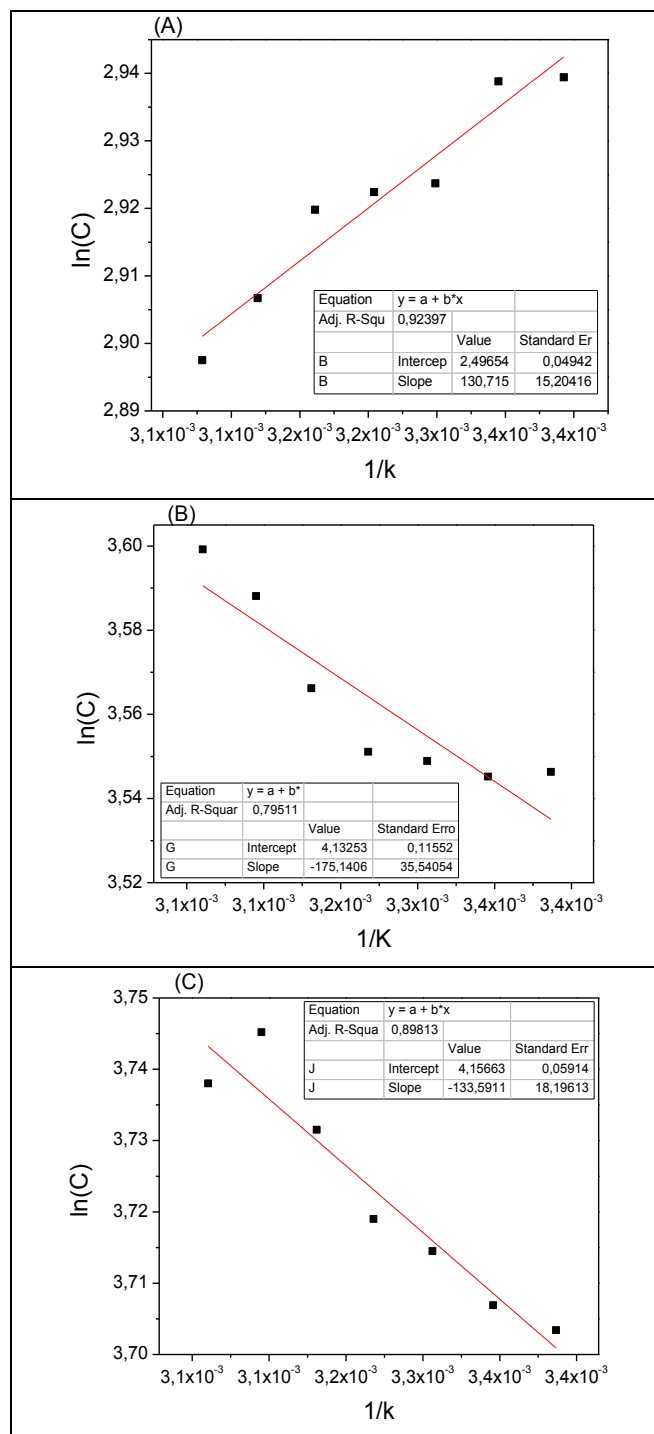 (A)
2,94
2,93
2,92
2,91
2,90
2,89
ln(C)
Equation y = a + b*x
Adj. R-Squ 0,92397
Value Standard Er
B Intercep 2,49654 0,04942
B Slope 130,715 15,20416
3,1x10⁻³ 3,1x10⁻³ 3,2x10⁻³ 3,2x10⁻³ 3,3x10⁻³ 3,4x10⁻³ 3,4x10⁻³
1/k
(B)
3,60
3,58
3,56
3,54
3,52
ln(C)
Equation y = a + b*
Adj. R-Squar 0,79511
Value Standard Erro
G Intercept 4,13253 0,11552
G Slope -175,1406 35,54054
3,1x10⁻³ 3,1x10⁻³ 3,2x10⁻³ 3,3x10⁻³ 3,4x10⁻³ 3,4x10⁻³
1/K
(C)
3,75
3,74
3,73
3,72
3,71
3,70
ln(C)
Equation y = a + b*x
Adj. R-Squa 0,89813
Value Standard Err
J Intercept 4,15663 0,05914
J Slope -133,5911 18,19613
3,1x10⁻³ 3,1x10⁻³ 3,2x10⁻³ 3,3x10⁻³ 3,4x10⁻³ 3,4x10⁻³
1/k